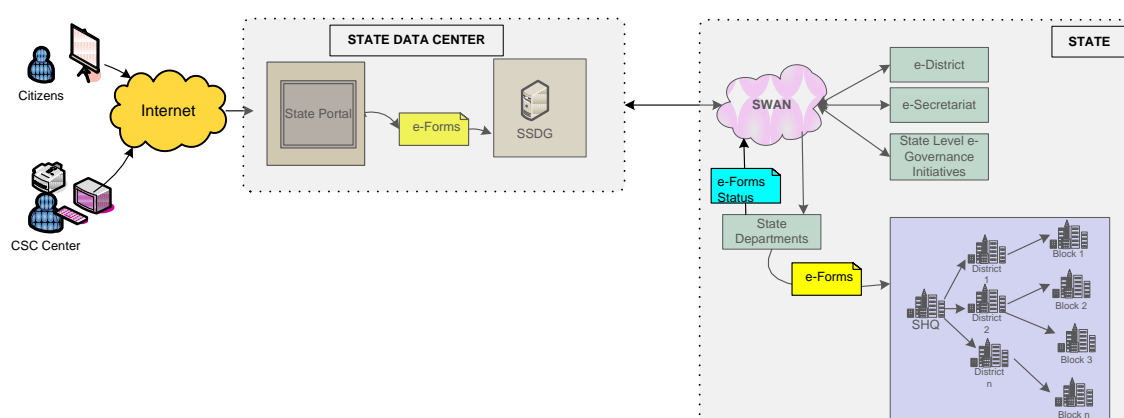 STATE DATA CENTER
STATE
Citizens
Internet
CSC Center
State Portal
e-Forms
SSDG
SWAN
e-District
e-Secretariat
State Level e-
Governance
Initiatives
e-Forms
Status
State
Departments
e-Forms
SHQ
District
1
District
2
District
n
Block 1
Block 2
Block 3
Block n